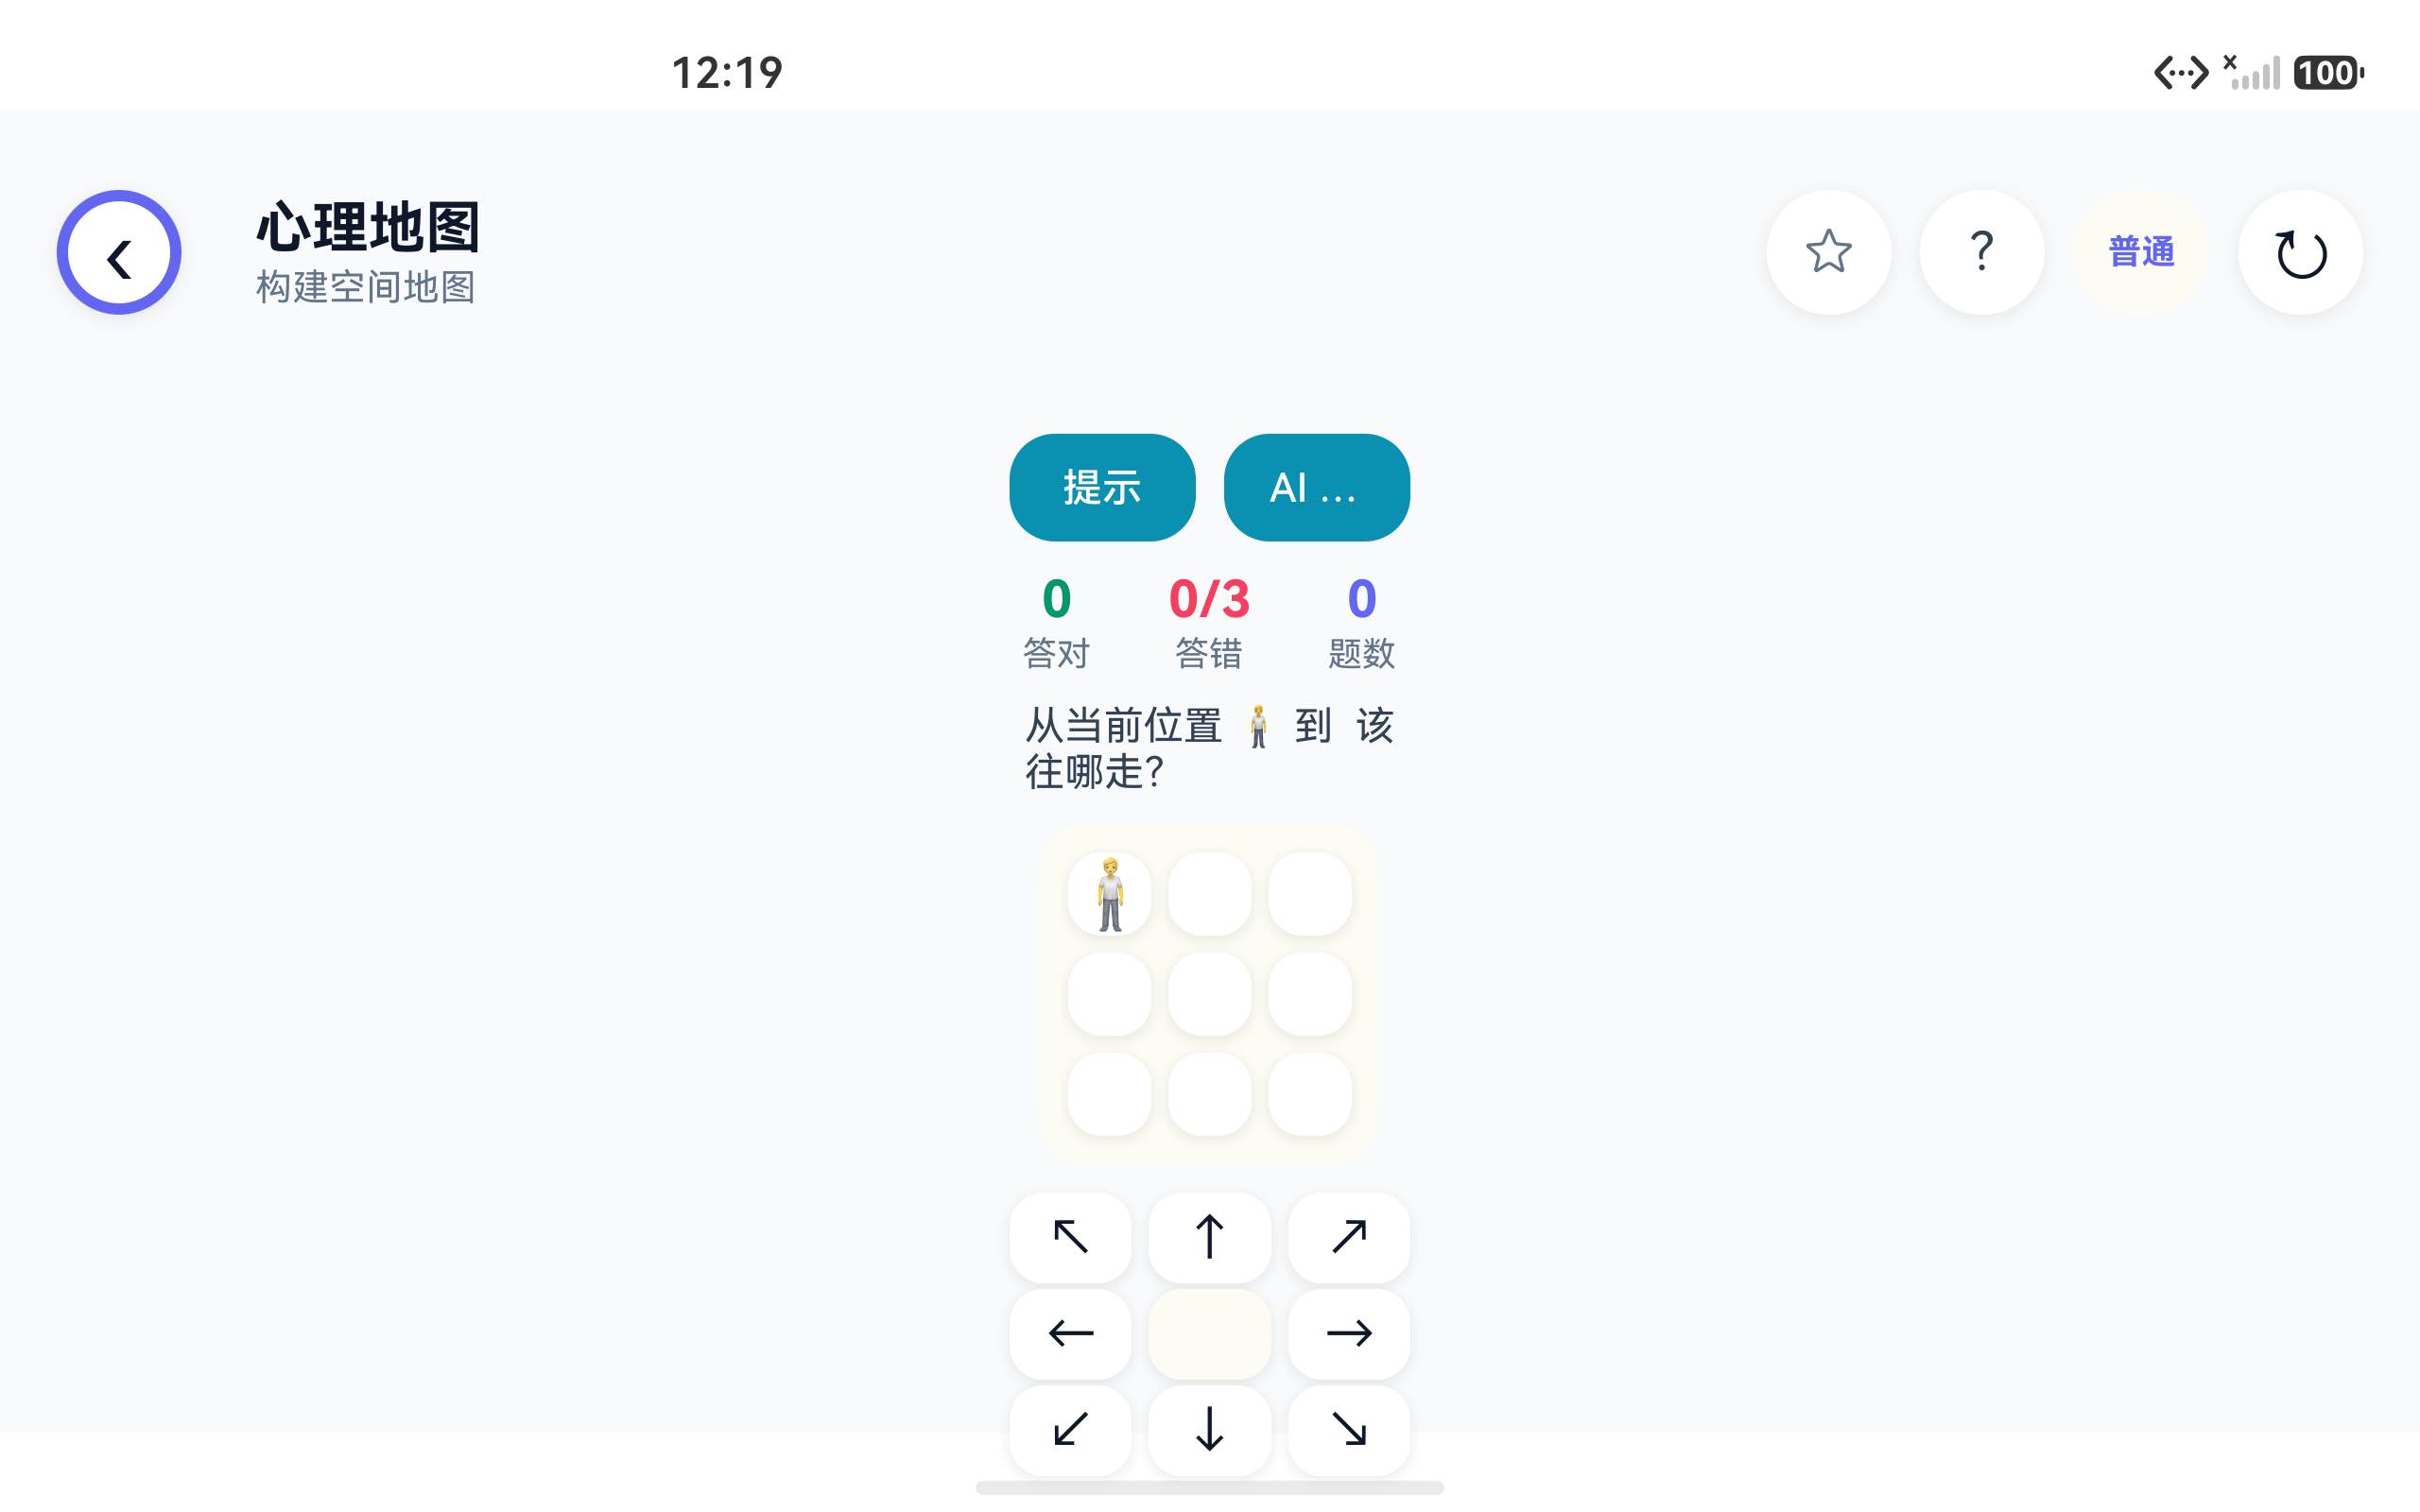 12:19
100
心理地图
构建空间地图
?
普通
提示
AI ...
0
0/3
0
答对
答错
题数
从当前位置 🧍 到 该
往哪走?
↖ ↑ ↗
← →
↙ ↓ ↘